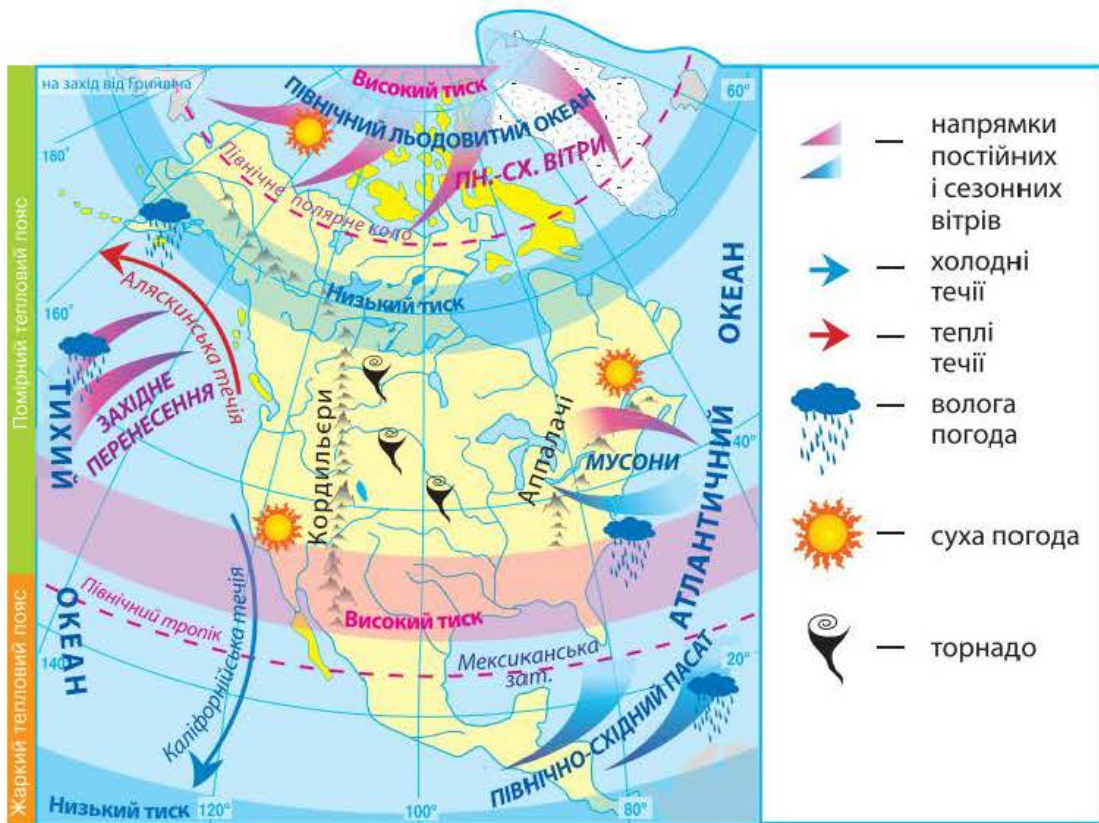 на захід від Гринвіча
Високий тиск
ПІВНІЧНИЙ ЛЬОДОВИТИЙ ОКЕАН
ПН.-СХ. ВІТРИ
60°
180°
Північне полярне коло
Низький тиск
Аляскинська течія
160°
ЗАХІДНЕ
ПЕРЕНЕСЕННЯ
ТИХИЙ
ОКЕАН
Кордильєри
Аппалачі
МУСОНИ
40°
АТЛАНТИЧНИЙ
ОКЕАН
Північний тропік
Високий тиск
140°
Каліфорнійська течія
Мексиканська
зат.
20°
ПІВНІЧНО-СХІДНИЙ ПАСАТ
Низький тиск
120°
100°
80°
Помірний тепловий пояс
Жаркий тепловий пояс
— напрямки
постійних
і сезонних
вітрів
— холодні
течії
— теплі
течії
— волога
погода
— суха погода
— торнадо